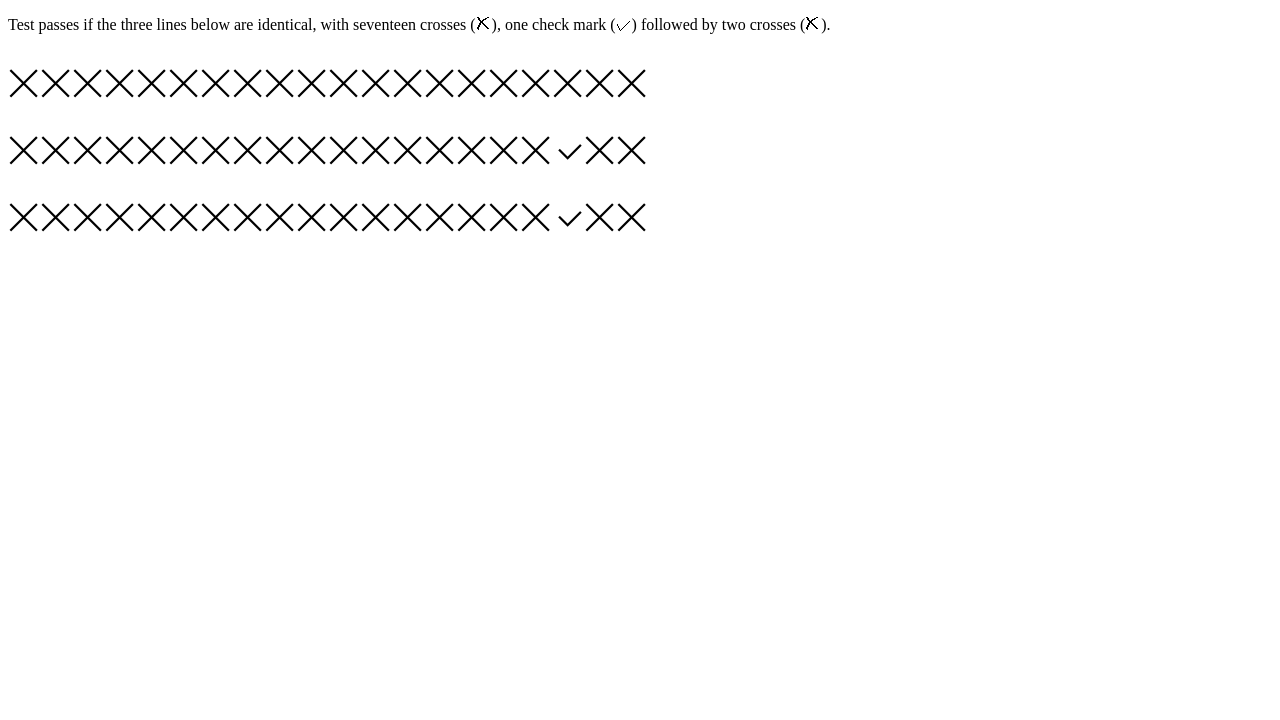 Test passes if the three lines below are identical, with seventeen crosses (✗), one check mark (✓) followed by two crosses (✗).
✗✗✗✗✗✗✗✗✗✗✗✗✗✗✗✗✗✗✗✗
✗✗✗✗✗✗✗✗✗✗✗✗✗✗✗✗✗✓✗✗
✗✗✗✗✗✗✗✗✗✗✗✗✗✗✗✗✗✓✗✗